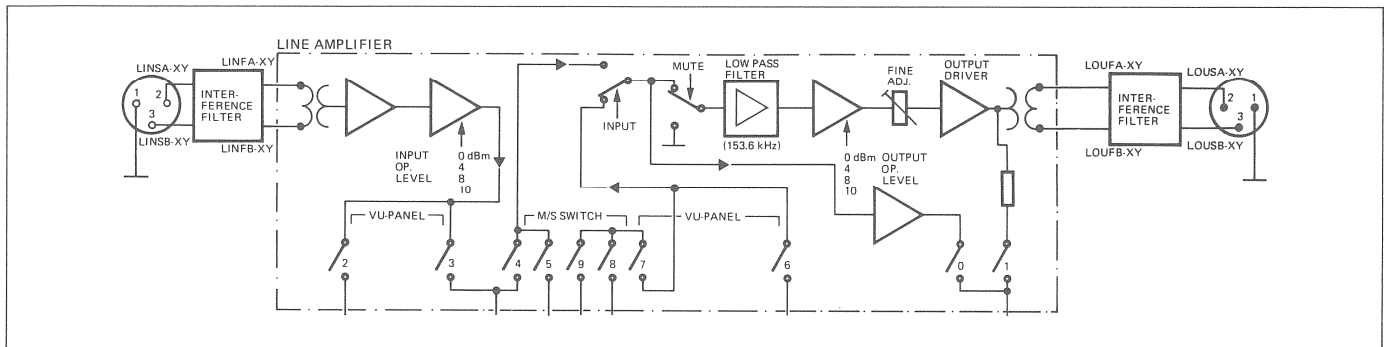 LINE AMPLIFIER
LINSA-XY
LINFA-XY
1
2
3
INTER-
FERENCE
FILTER
LINSB-XY
LINFB-XY
INPUT
OP.
LEVEL
0 dBm
4
8
10
INPUT
MUTE
LOW PASS
FILTER
(153.6 kHz)
0 dBm
4
8
10
OUTPUT
OP.
LEVEL
FINE
ADJ.
OUTPUT
DRIVER
LOUFA-XY
LOUSA-XY
INTER-
FERENCE
FILTER
2
1
3
LOUFB-XY
LOUSB-XY
VU-PANEL
M/S SWITCH
VU-PANEL
2
3
4
5
9
8
7
6
0
1